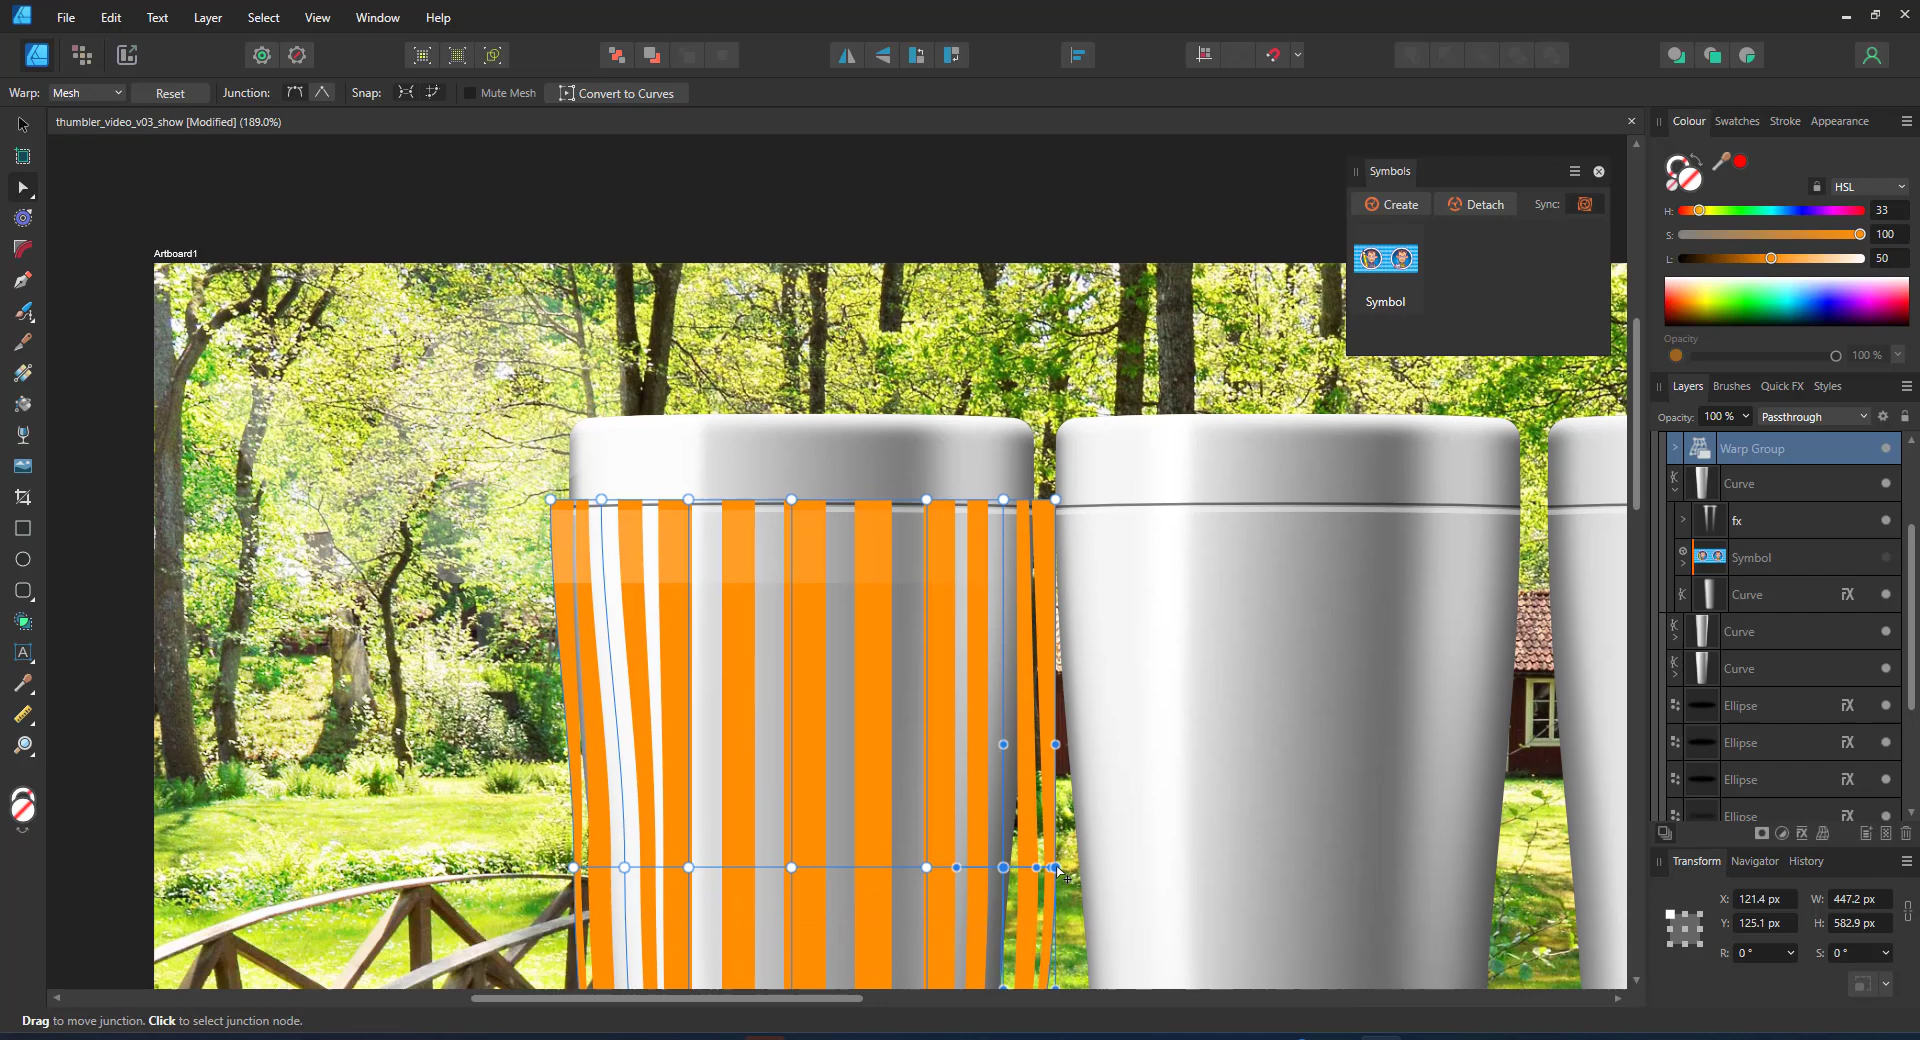 File Edit Text Layer Select View Window Help
Warp: Mesh Reset Junction: Snap: Mute Mesh Convert to Curves
thumbler_video_v03_show [Modified] (189.0%)
Artboard1
Symbols
Create Detach Sync:
Symbol
Colour Swatches Stroke Appearance
HSL
H: 33
S: 100
L: 50
Opacity
100 %
Layers Brushes Quick FX Styles
Opacity: 100 % Passthrough
Warp Group
Curve
fx
Symbol
Curve
Curve
Curve
Ellipse
Ellipse
Ellipse
Ellipse
Transform Navigator History
X: 121.4 px W: 447.2 px
Y: 125.1 px H: 582.9 px
R: 0 ° S: 0 °
Drag to move junction. Click to select junction node.